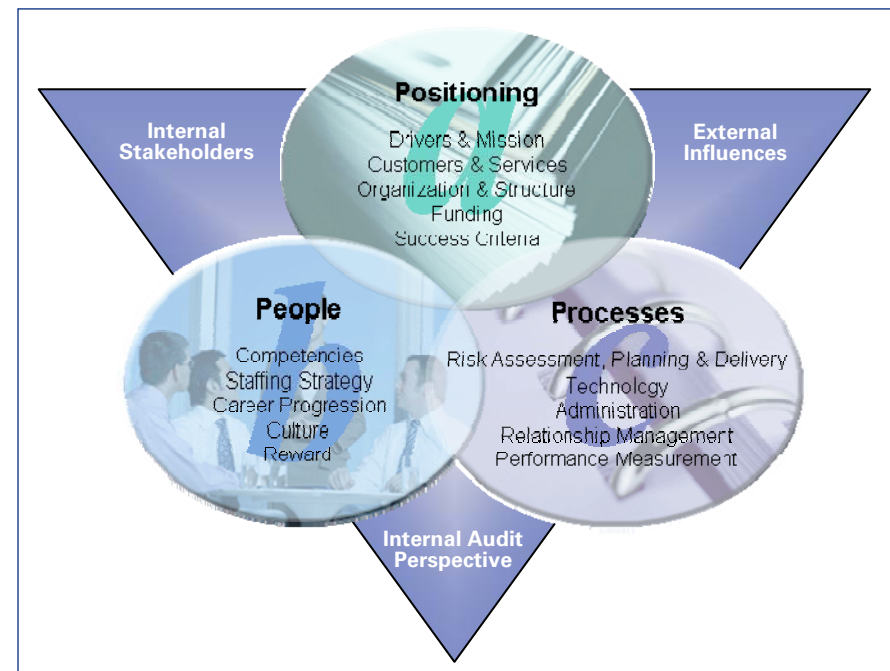 Positioning
Drivers & Mission
Customers & Services
Organization & Structure
Funding
Success Criteria
a
Internal
Stakeholders
External
Influences
People
Competencies
Staffing Strategy
Career Progression
Culture
Reward
b
Processes
Risk Assessment, Planning & Delivery
Technology
Administration
Relationship Management
Performance Measurement
c
Internal Audit
Perspective